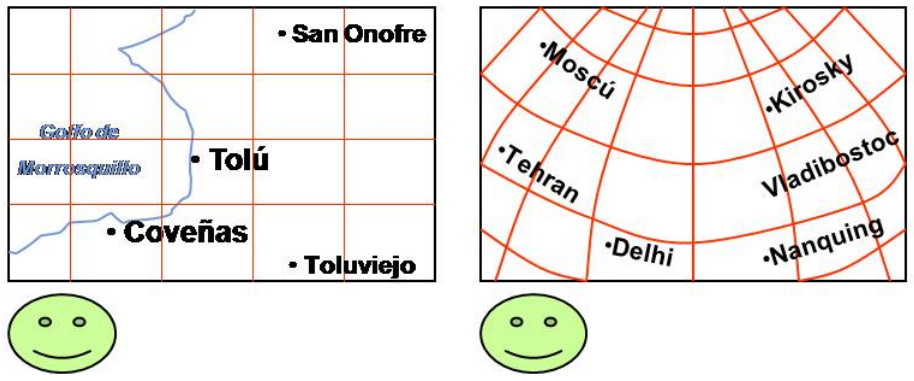 • San Onofre
Golfo de
Morrosquillo
• Tolú
• Coveñas
• Toluviejo
•Moscú
•Kirosky
•Tehran
Vladibostoc
•Delhi
•Nanquing